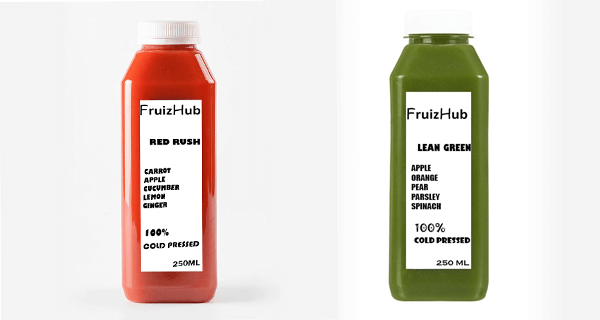 FruizHub
RED RUSH
CARROT
APPLE
CUCUMBER
LEMON
GINGER
100%
COLD PRESSED
250ML
FruizHub
LEAN GREEN
APPLE
ORANGE
PEAR
PARSLEY
SPINACH
100%
COLD PRESSED
250 ML